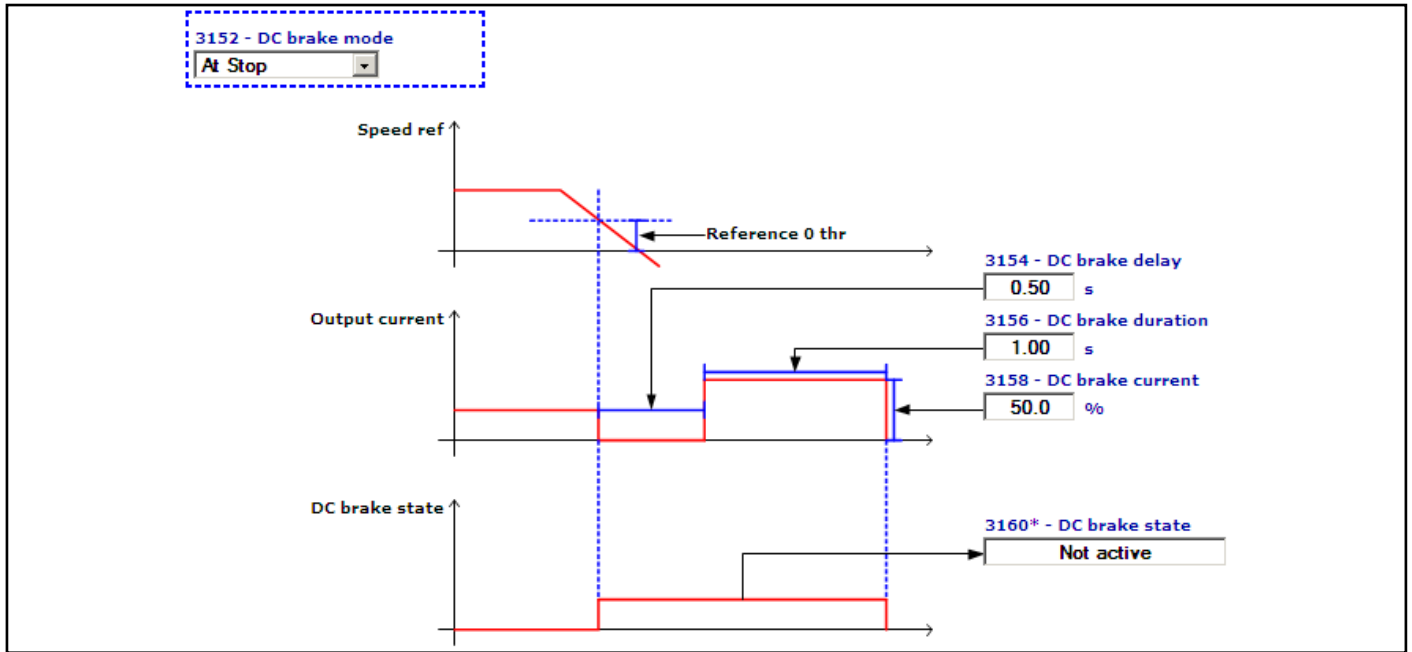 3152 - DC brake mode
At Stop
Speed ref
Reference 0 thr
3154 - DC brake delay
0.50 s
Output current
3156 - DC brake duration
1.00 s
3158 - DC brake current
50.0 %
DC brake state
3160* - DC brake state
Not active